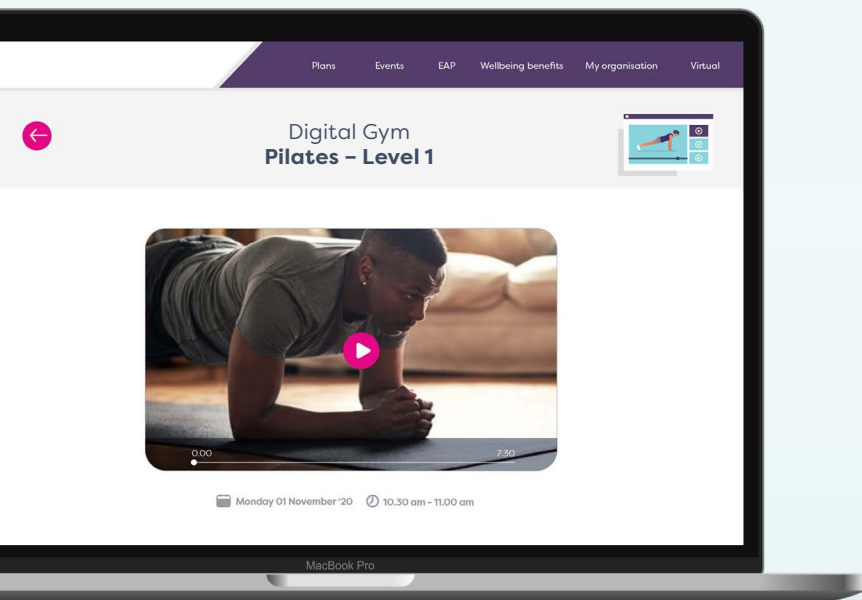 Plans Events EAP Wellbeing benefits My organisation Virtual
Digital Gym
Pilates – Level 1
0.00 7:30
Monday 01 November '20 10.30 am - 11.00 am
MacBook Pro